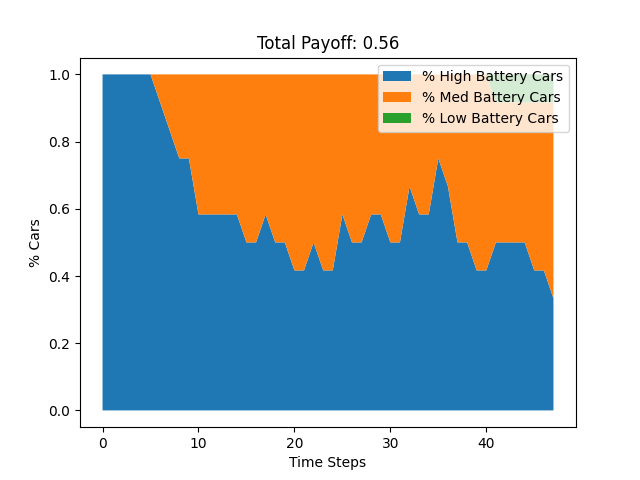 Total Payoff: 0.56
% High Battery Cars
% Med Battery Cars
% Low Battery Cars
1.0
0.8
0.6
0.4
0.2
0.0
% Cars
0 10 20 30 40
Time Steps